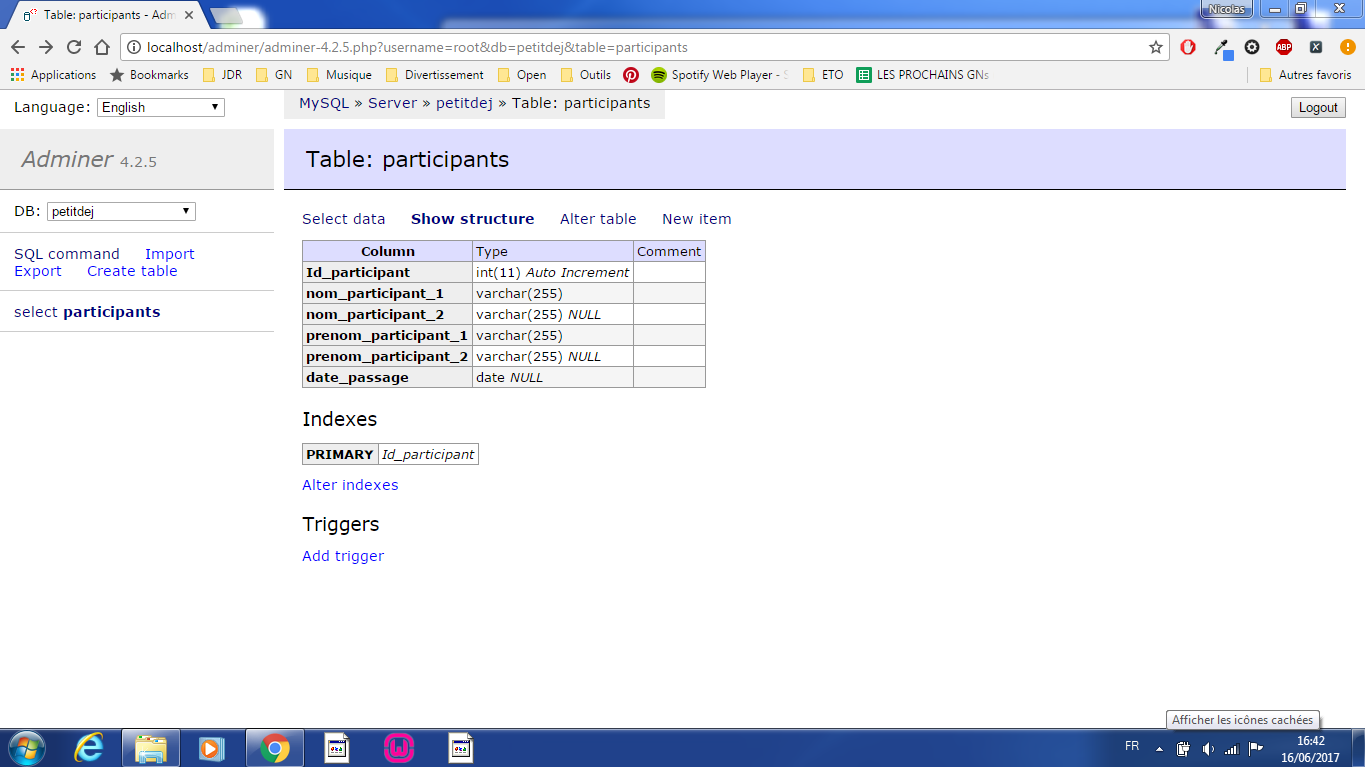 Table: participants - Adm
Nicolas
localhost/adminer/adminer-4.2.5.php?username=root&db=petitdej&table=participants
ABP
Applications Bookmarks JDR GN Musique Divertissement Open Outils Spotify Web Player - S ETO LES PROCHAINS GNs Autres favoris
Language: English
MySQL » Server » petitdej » Table: participants
Logout
Adminer 4.2.5
Table: participants
DB: petitdej
Select data Show structure Alter table New item
SQL command Import
Export Create table
select participants
Column Type Comment
Id_participant int(11) Auto Increment
nom_participant_1 varchar(255)
nom_participant_2 varchar(255) NULL
prenom_participant_1 varchar(255)
prenom_participant_2 varchar(255) NULL
date_passage date NULL
Indexes
PRIMARY Id_participant
Alter indexes
Triggers
Add trigger
Afficher les icônes cachées
FR
16:42
16/06/2017